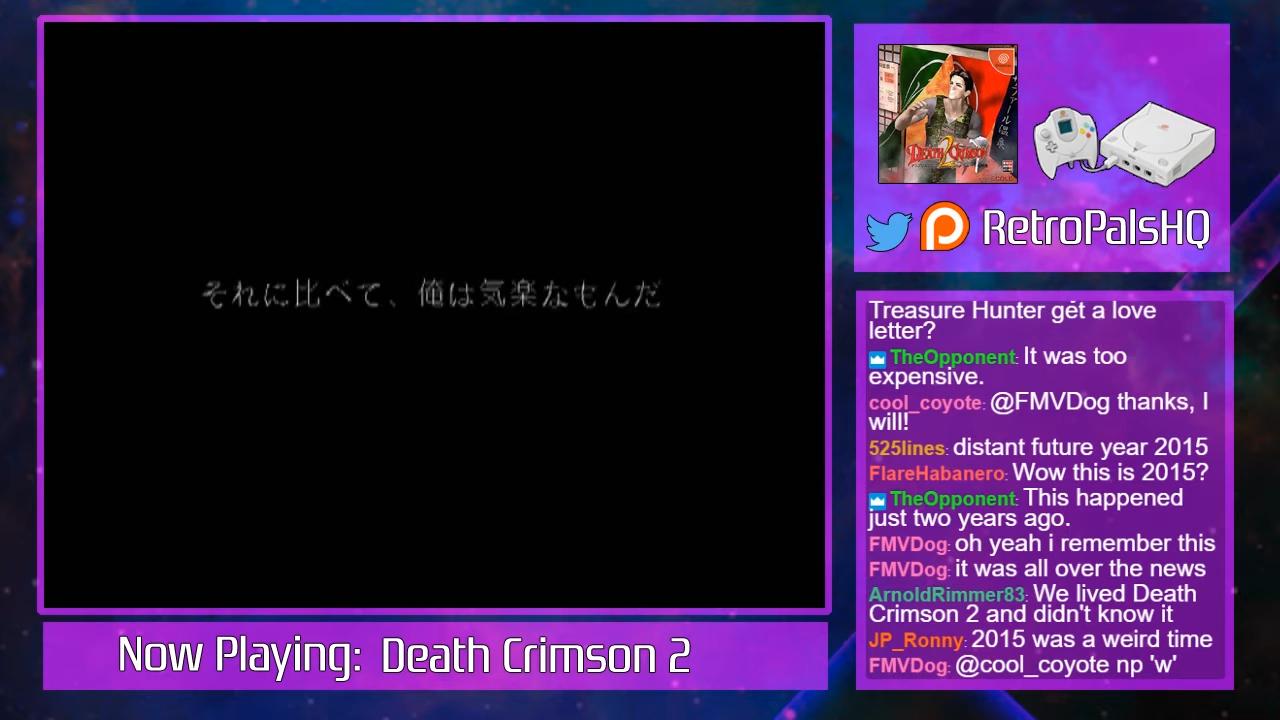 それに比べて、俺は気楽なもんだ
Now Playing: Death Crimson 2
DEATH CRIMSON
2
RetroPalsHQ
Treasure Hunter get a love
letter?
TheOpponent: It was too
expensive.
cool_coyote: @FMVDog thanks, I
will!
525lines: distant future year 2015
FlareHabanero: Wow this is 2015?
TheOpponent: This happened
just two years ago.
FMVDog: oh yeah i remember this
FMVDog: it was all over the news
ArnoldRimmer83: We lived Death
Crimson 2 and didn't know it
JP_Ronny: 2015 was a weird time
FMVDog: @cool_coyote np 'w'